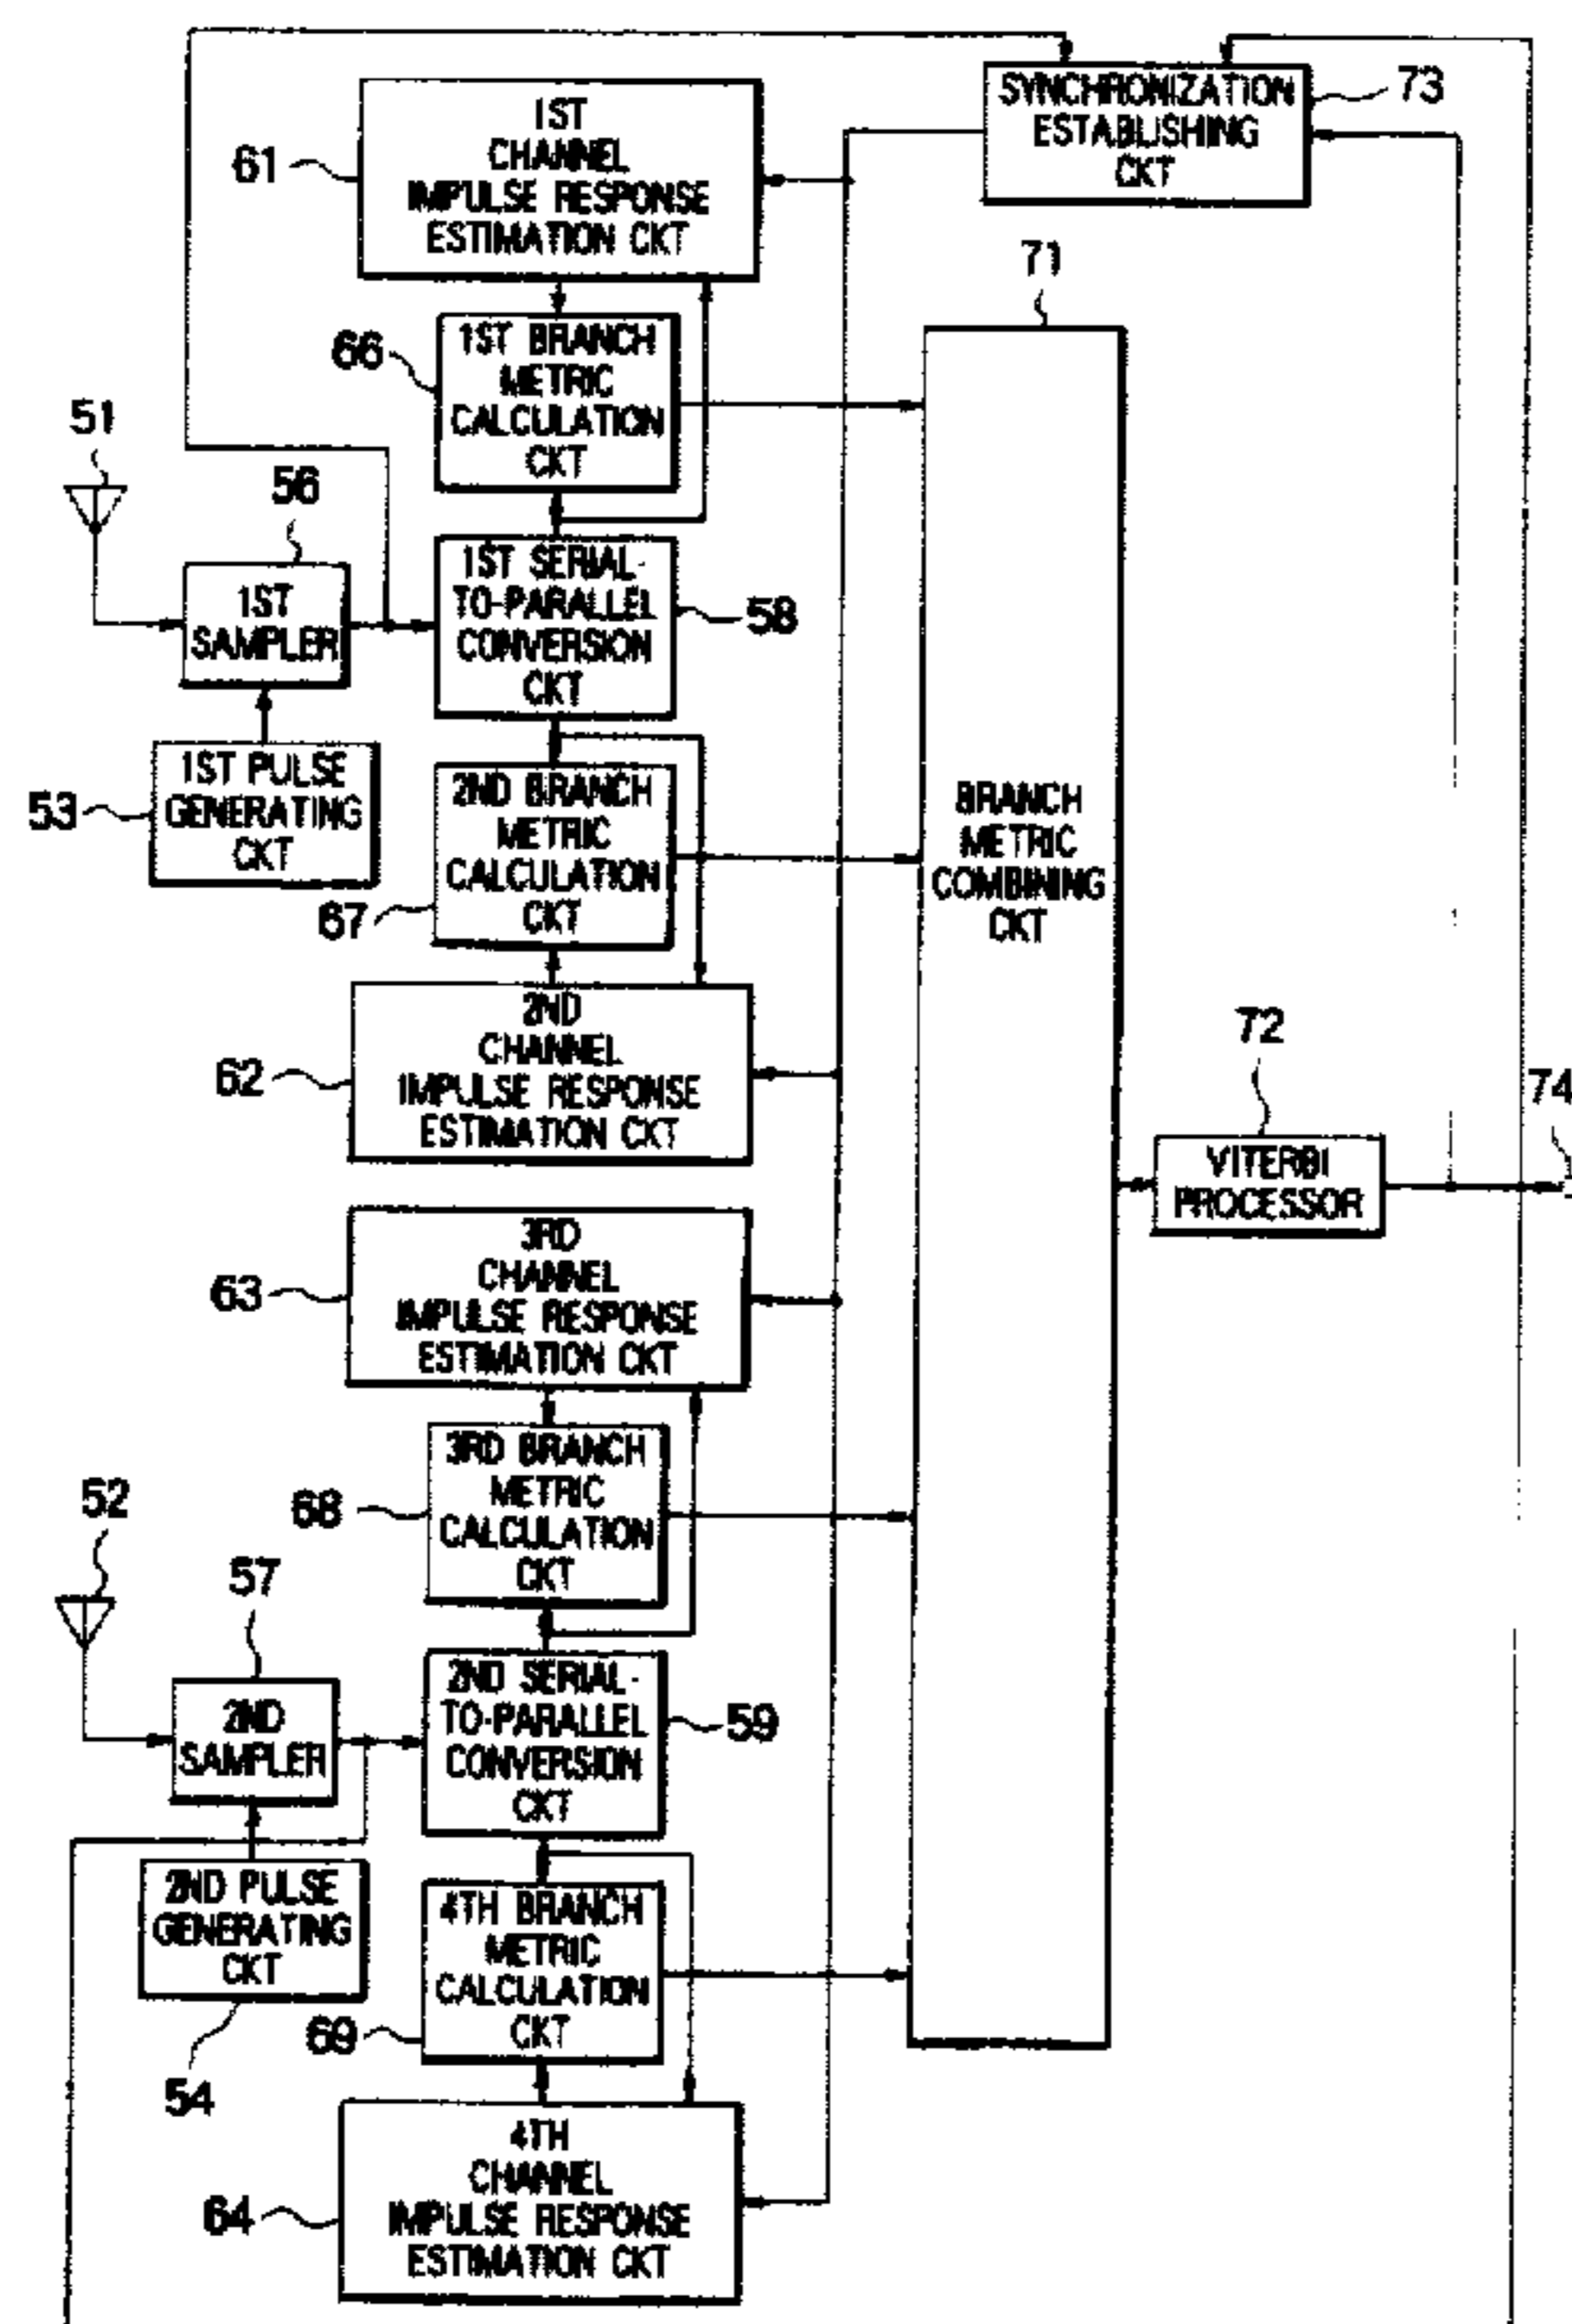 SYNCHRONIZATION
ESTABLISHING
CKT
73
1ST
CHANNEL
IMPULSE RESPONSE
ESTIMATION CKT
61
71
1ST BRANCH
METRIC
CALCULATION
CKT
66
51
56
1ST
SAMPLER
1ST SERIAL-
TO-PARALLEL
CONVERSION
CKT
58
1ST PULSE
GENERATING
CKT
53
2ND BRANCH
METRIC
CALCULATION
CKT
67
BRANCH
METRIC
COMBINING
CKT
2ND
CHANNEL
IMPULSE RESPONSE
ESTIMATION CKT
62
72
74
VITERBI
PROCESSOR
3RD
CHANNEL
IMPULSE RESPONSE
ESTIMATION CKT
63
3RD BRANCH
METRIC
CALCULATION
CKT
68
52
57
2ND
SAMPLER
2ND SERIAL-
TO-PARALLEL
CONVERSION
CKT
59
2ND PULSE
GENERATING
CKT
54
4TH BRANCH
METRIC
CALCULATION
CKT
69
4TH
CHANNEL
IMPULSE RESPONSE
ESTIMATION CKT
64